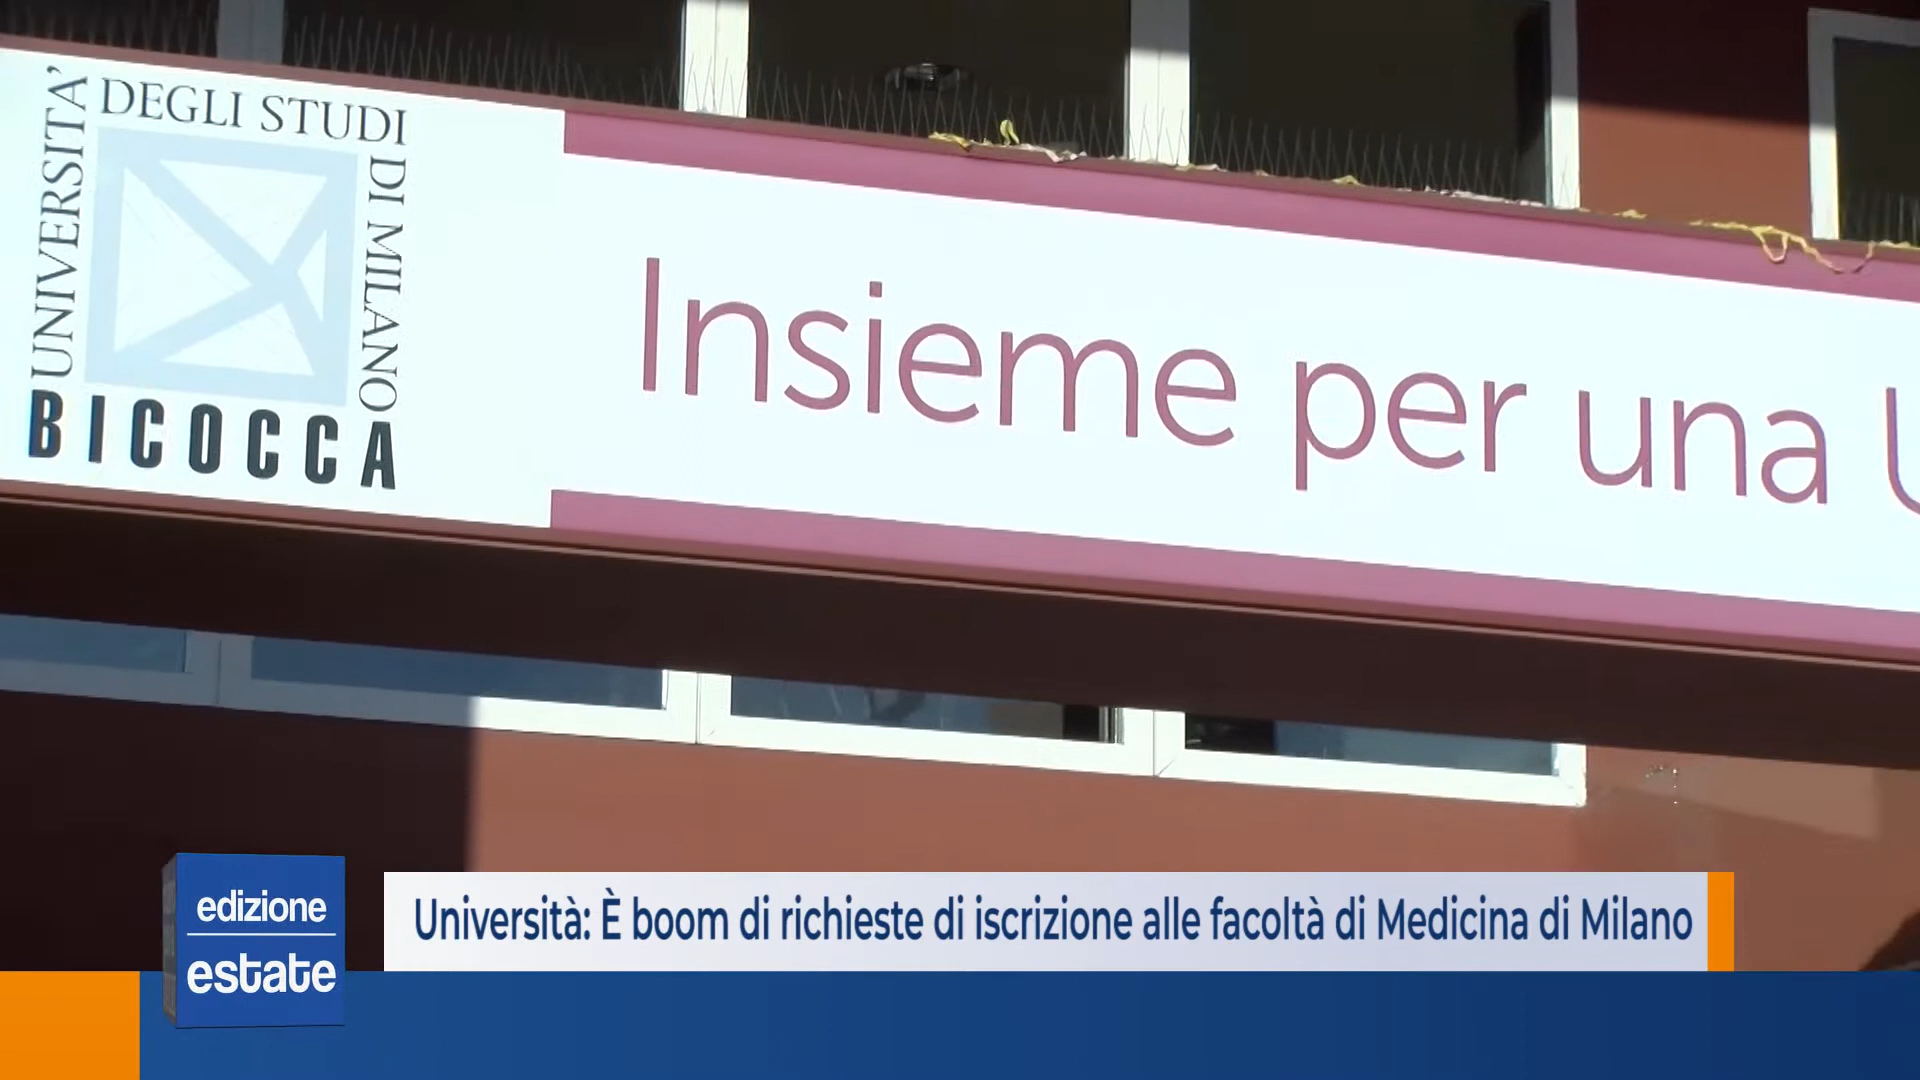 UNIVERSITA' DEGLI STUDI DI MILANO
BICOCCA
Insieme per una
edizione
estate
Università: È boom di richieste di iscrizione alle facoltà di Medicina di Milano